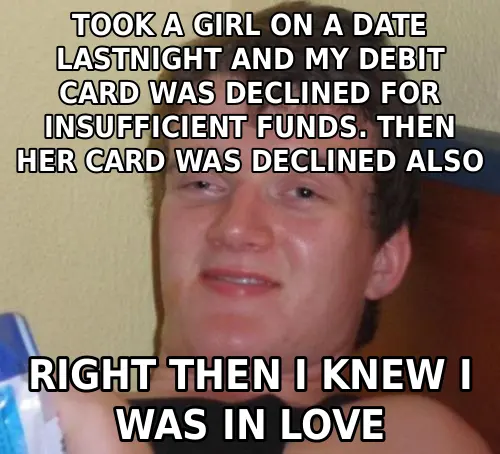 TOOK A GIRL ON A DATE
LASTNIGHT AND MY DEBIT
CARD WAS DECLINED FOR
INSUFFICIENT FUNDS. THEN
HER CARD WAS DECLINED ALSO
RIGHT THEN I KNEW I
WAS IN LOVE